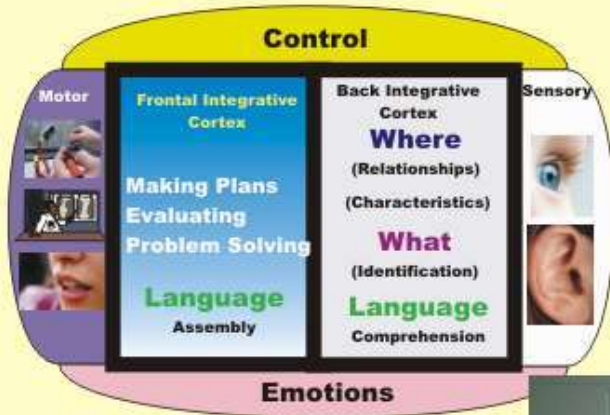 Control
Motor
Frontal Integrative
Cortex
Making Plans
Evaluating
Problem Solving
Language
Assembly
Back Integrative
Cortex
Where
(Relationships)
(Characteristics)
What
(Identification)
Language
Comprehension
Sensory
Emotions